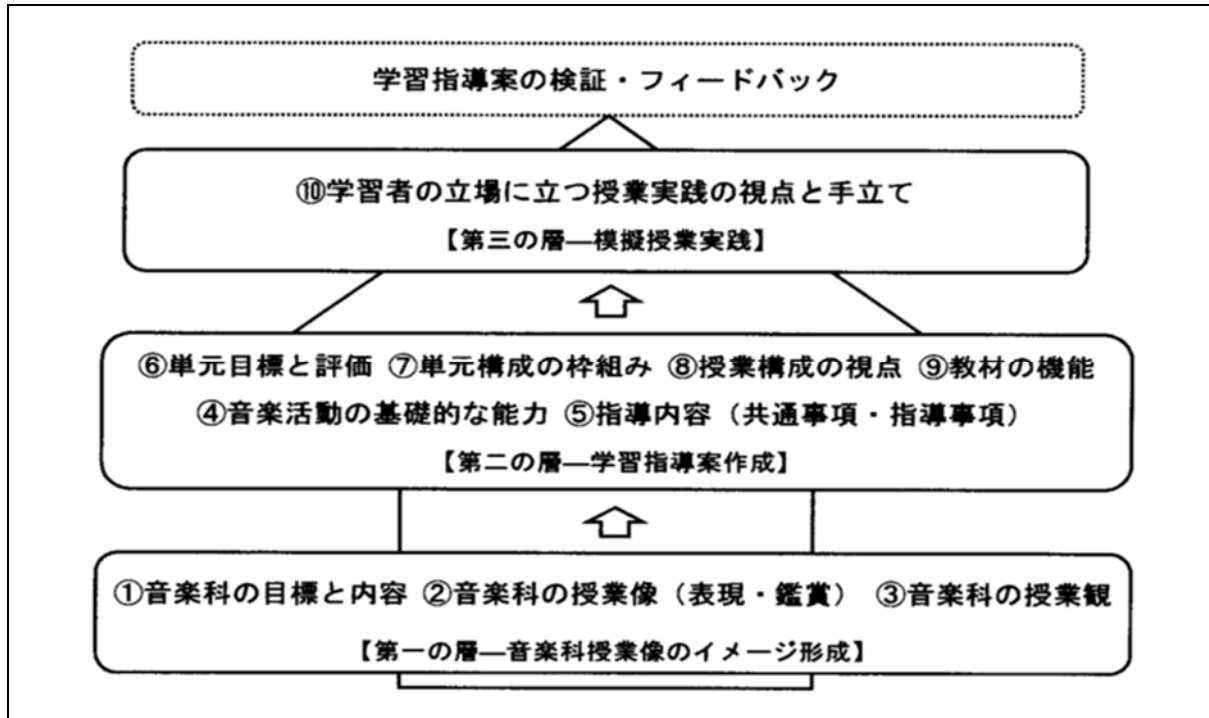 学習指導案の検証・フィードバック
⑩学習者の立場に立つ授業実践の視点と手立て
【第三の層―模擬授業実践】
⑥単元目標と評価 ⑦単元構成の枠組み ⑧授業構成の視点 ⑨教材の機能
④音楽活動の基礎的な能力 ⑤指導内容（共通事項・指導事項）
【第二の層―学習指導案作成】
①音楽科の目標と内容 ②音楽科の授業像（表現・鑑賞） ③音楽科の授業観
【第一の層―音楽科授業像のイメージ形成】